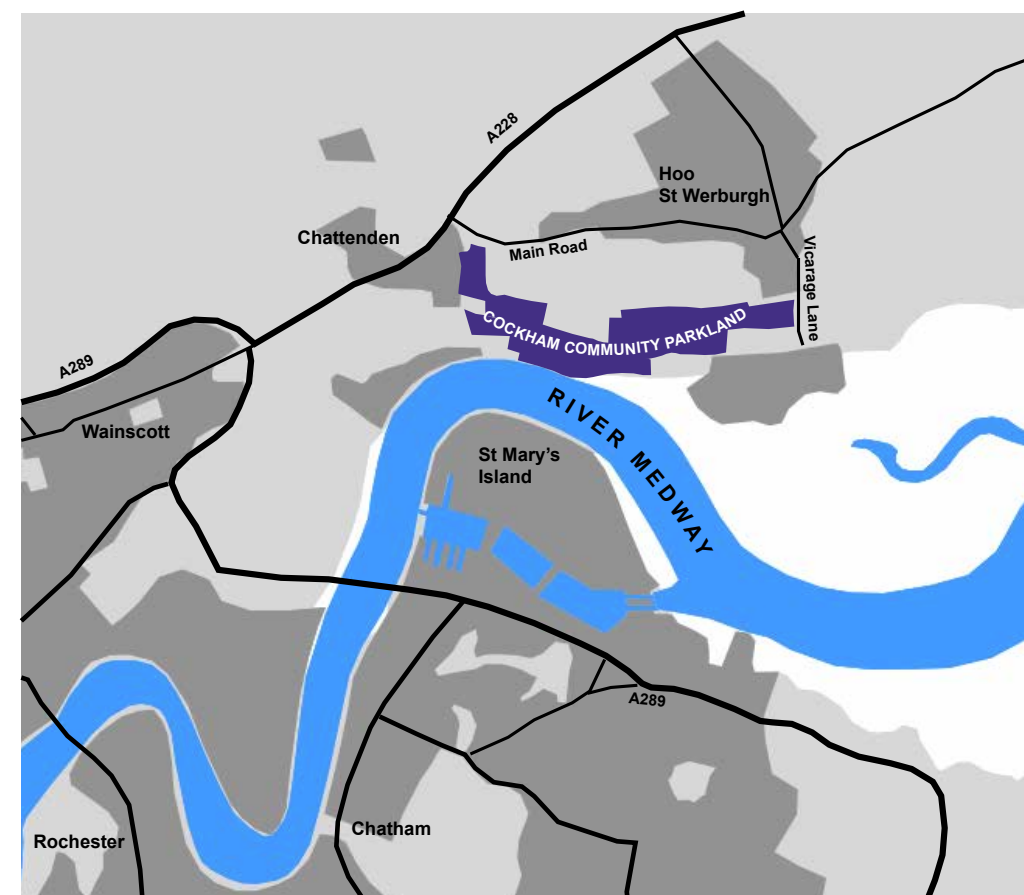 A228
Hoo
St Werburgh
Chattenden
Main Road
Vicarage Lane
COCKHAM COMMUNITY PARKLAND
A289
RIVER MEDWAY
Wainscott
St Mary’s
Island
A289
Chatham
Rochester